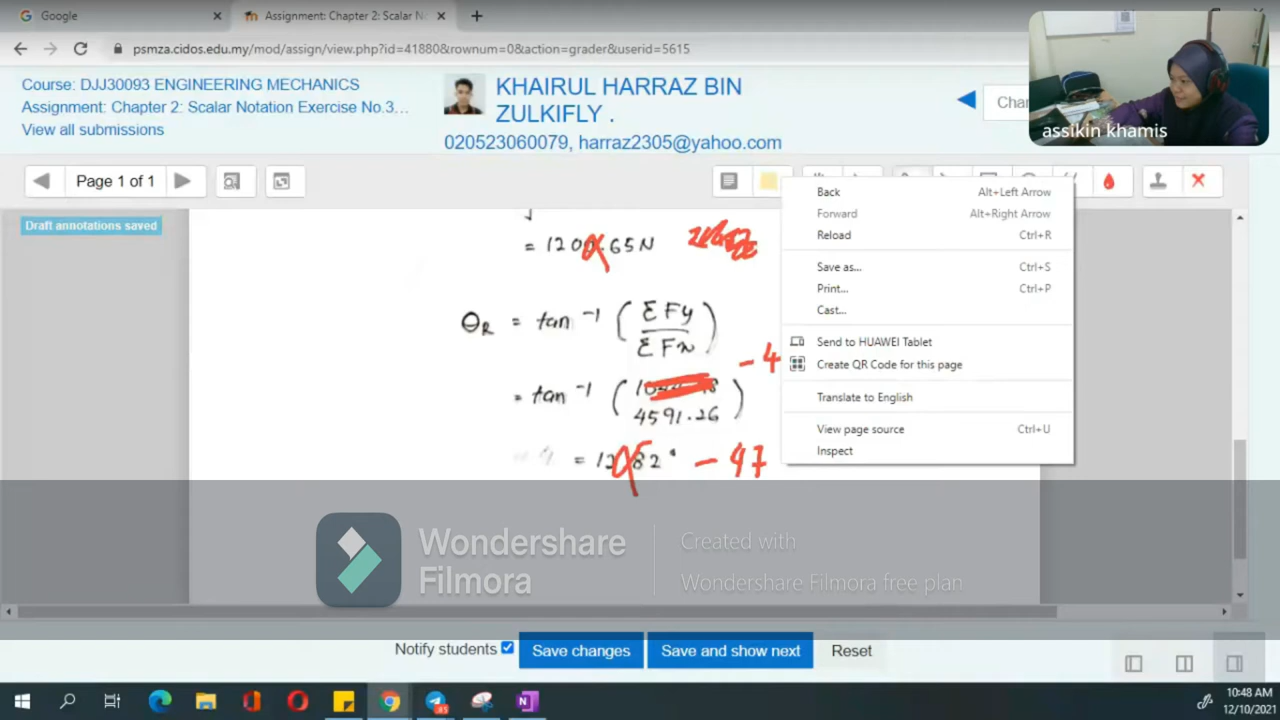 Google
Assignment: Chapter 2: Scalar No
psmza.cidos.edu.my/mod/assign/view.php?id=41880&rownum=0&action=grader&userid=5615
Course: DJJ30093 ENGINEERING MECHANICS
Assignment: Chapter 2: Scalar Notation Exercise No.3...
View all submissions
KHAIRUL HARRAZ BIN
ZULKIFLY .
020523060079, harraz2305@yahoo.com
Chan
assikin khamis
Page 1 of 1
Draft annotations saved
Back Alt+Left Arrow
Forward Alt+Right Arrow
Reload Ctrl+R
Save as... Ctrl+S
Print... Ctrl+P
Cast...
Send to HUAWEI Tablet
Create QR Code for this page
Translate to English
View page source Ctrl+U
Inspect
θR = tan⁻¹ ( ΣFy
ΣFx )
- 4
= tan⁻¹ (
4591.26 )
- 47
Wondershare
Filmora
Created with
Wondershare Filmora free plan
Notify students
Save changes
Save and show next
Reset
10:48 AM
12/10/2021